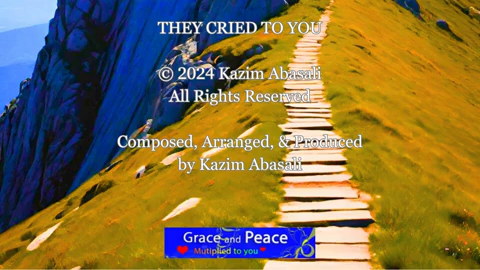 THEY CRIED TO YOU
© 2024 Kazim Abasali
All Rights Reserved
Composed, Arranged, & Produced
by Kazim Abasali
Grace and Peace
Mutiplied to you